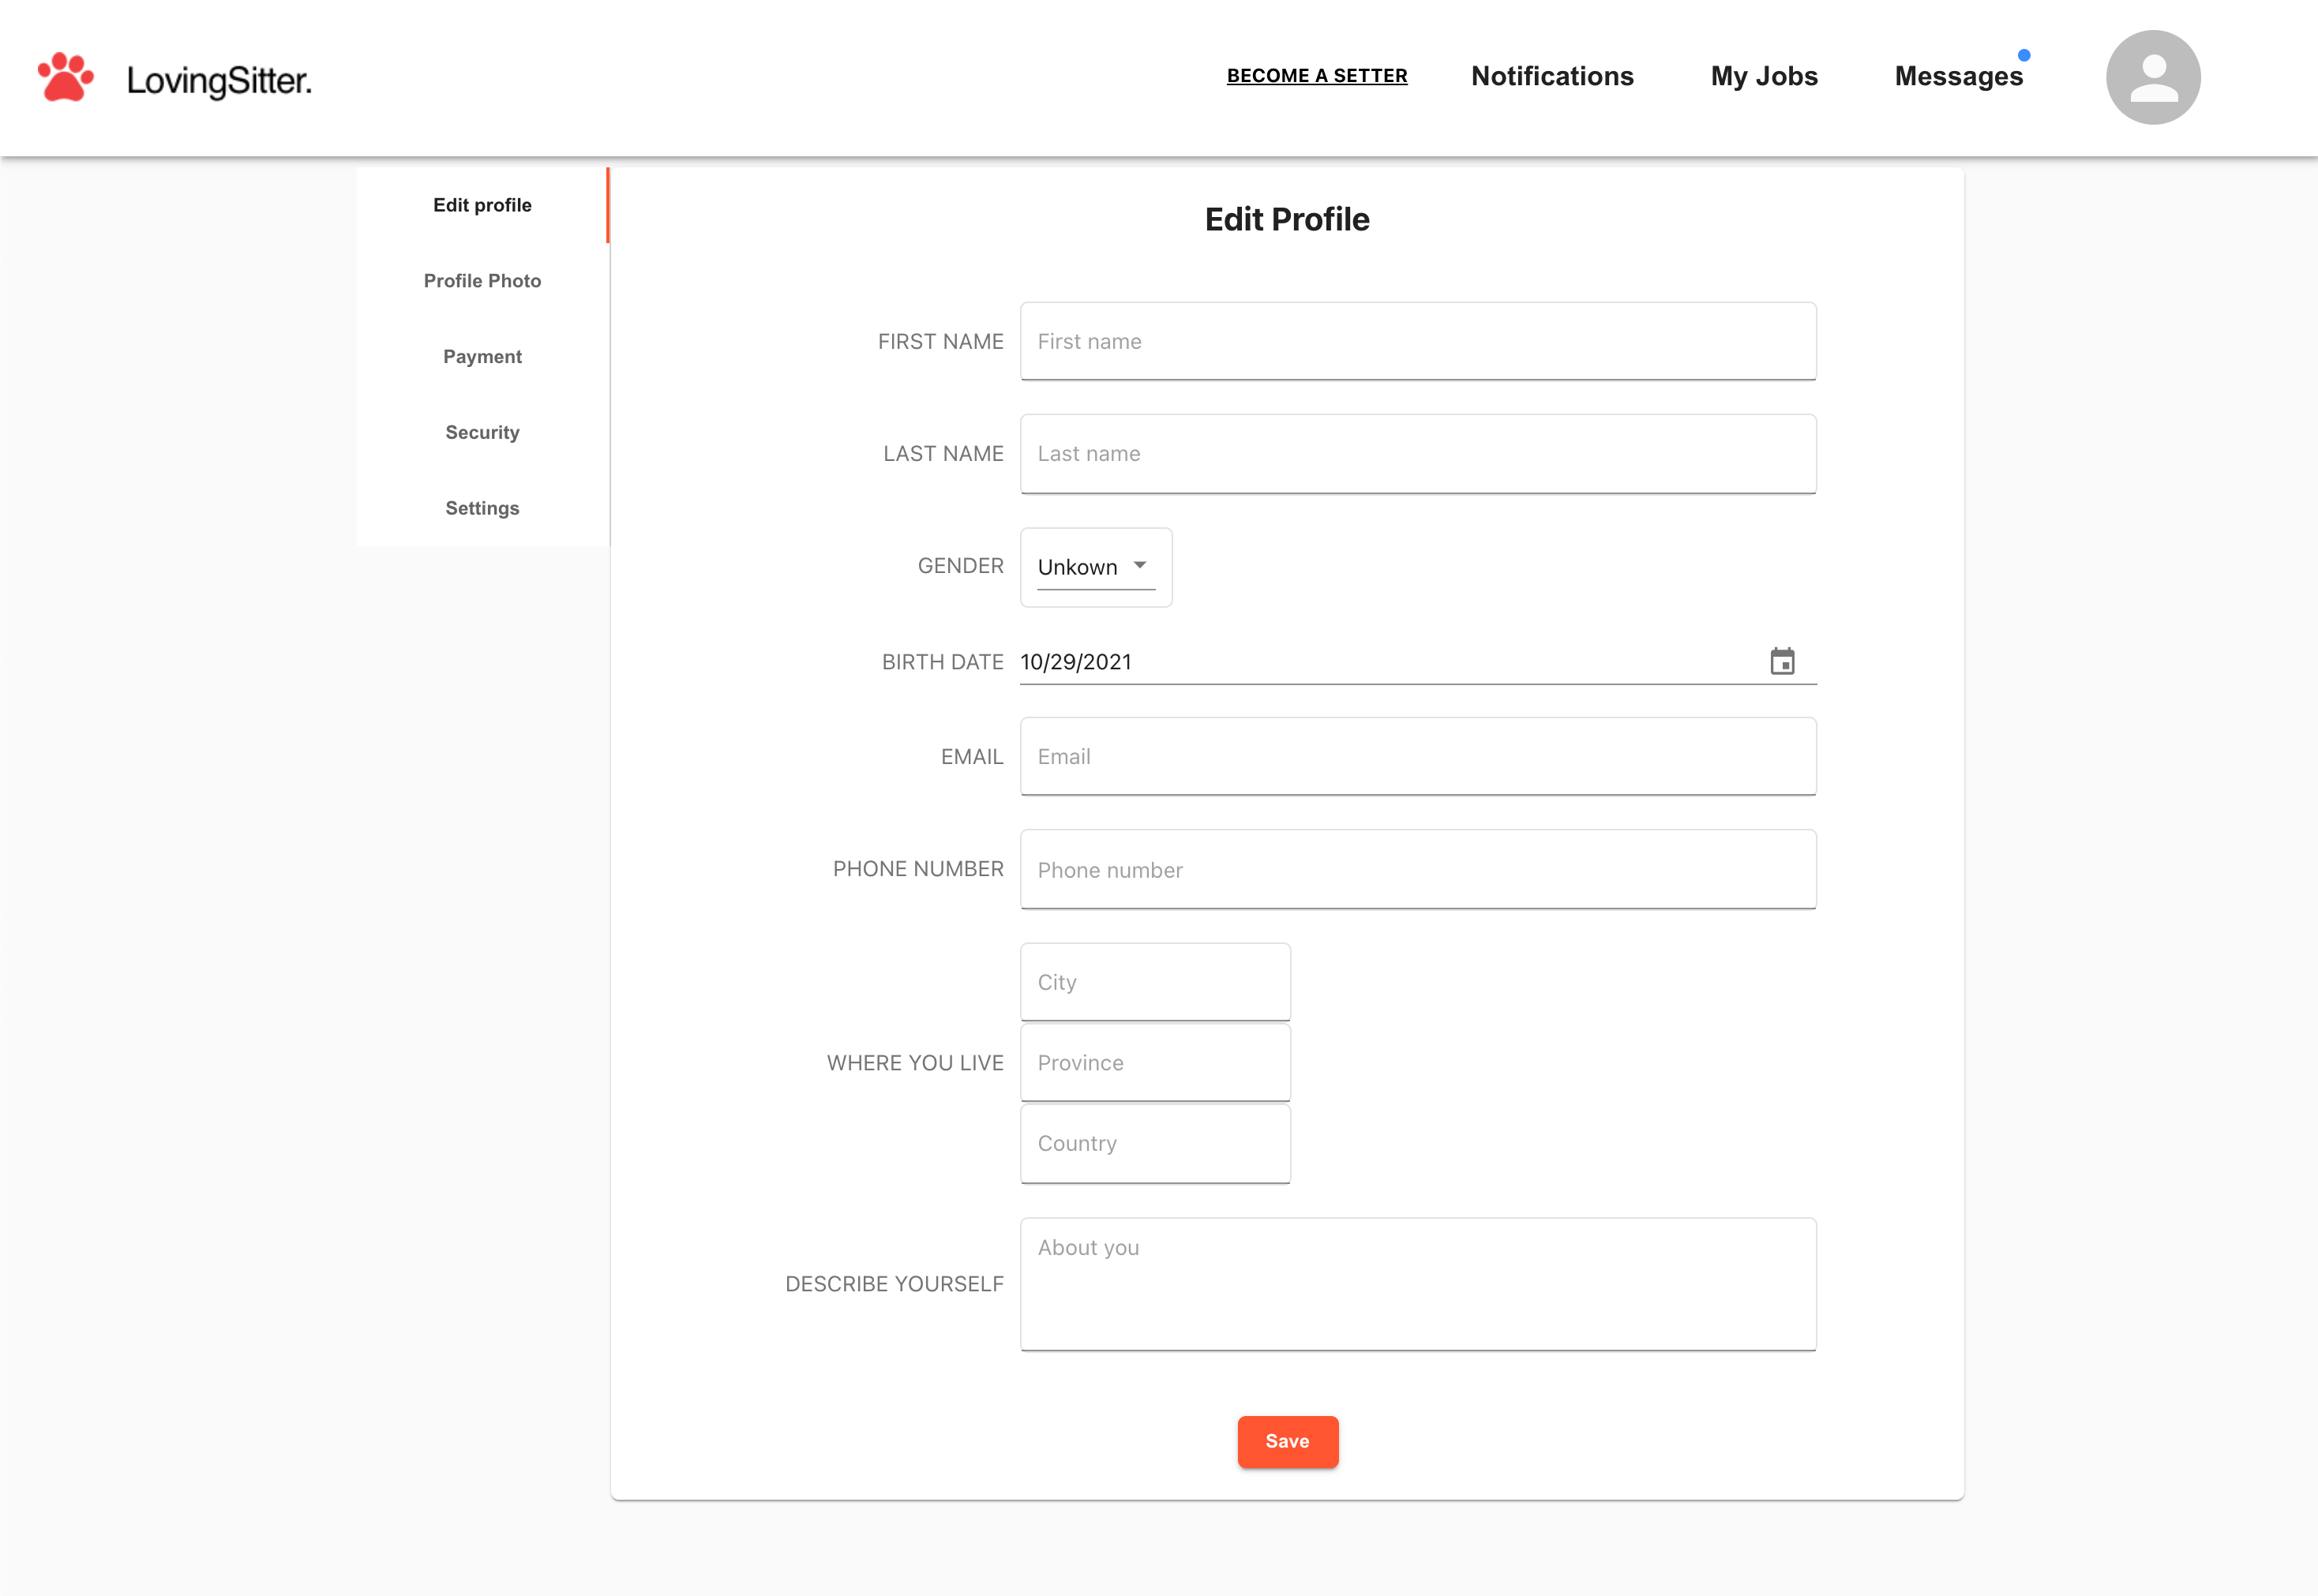 LovingSitter.
BECOME A SETTER
Notifications
My Jobs
Messages
Edit profile
Profile Photo
Payment
Security
Settings
Edit Profile
FIRST NAME
First name
LAST NAME
Last name
GENDER
Unkown
BIRTH DATE
10/29/2021
EMAIL
Email
PHONE NUMBER
Phone number
WHERE YOU LIVE
City
Province
Country
DESCRIBE YOURSELF
About you
Save